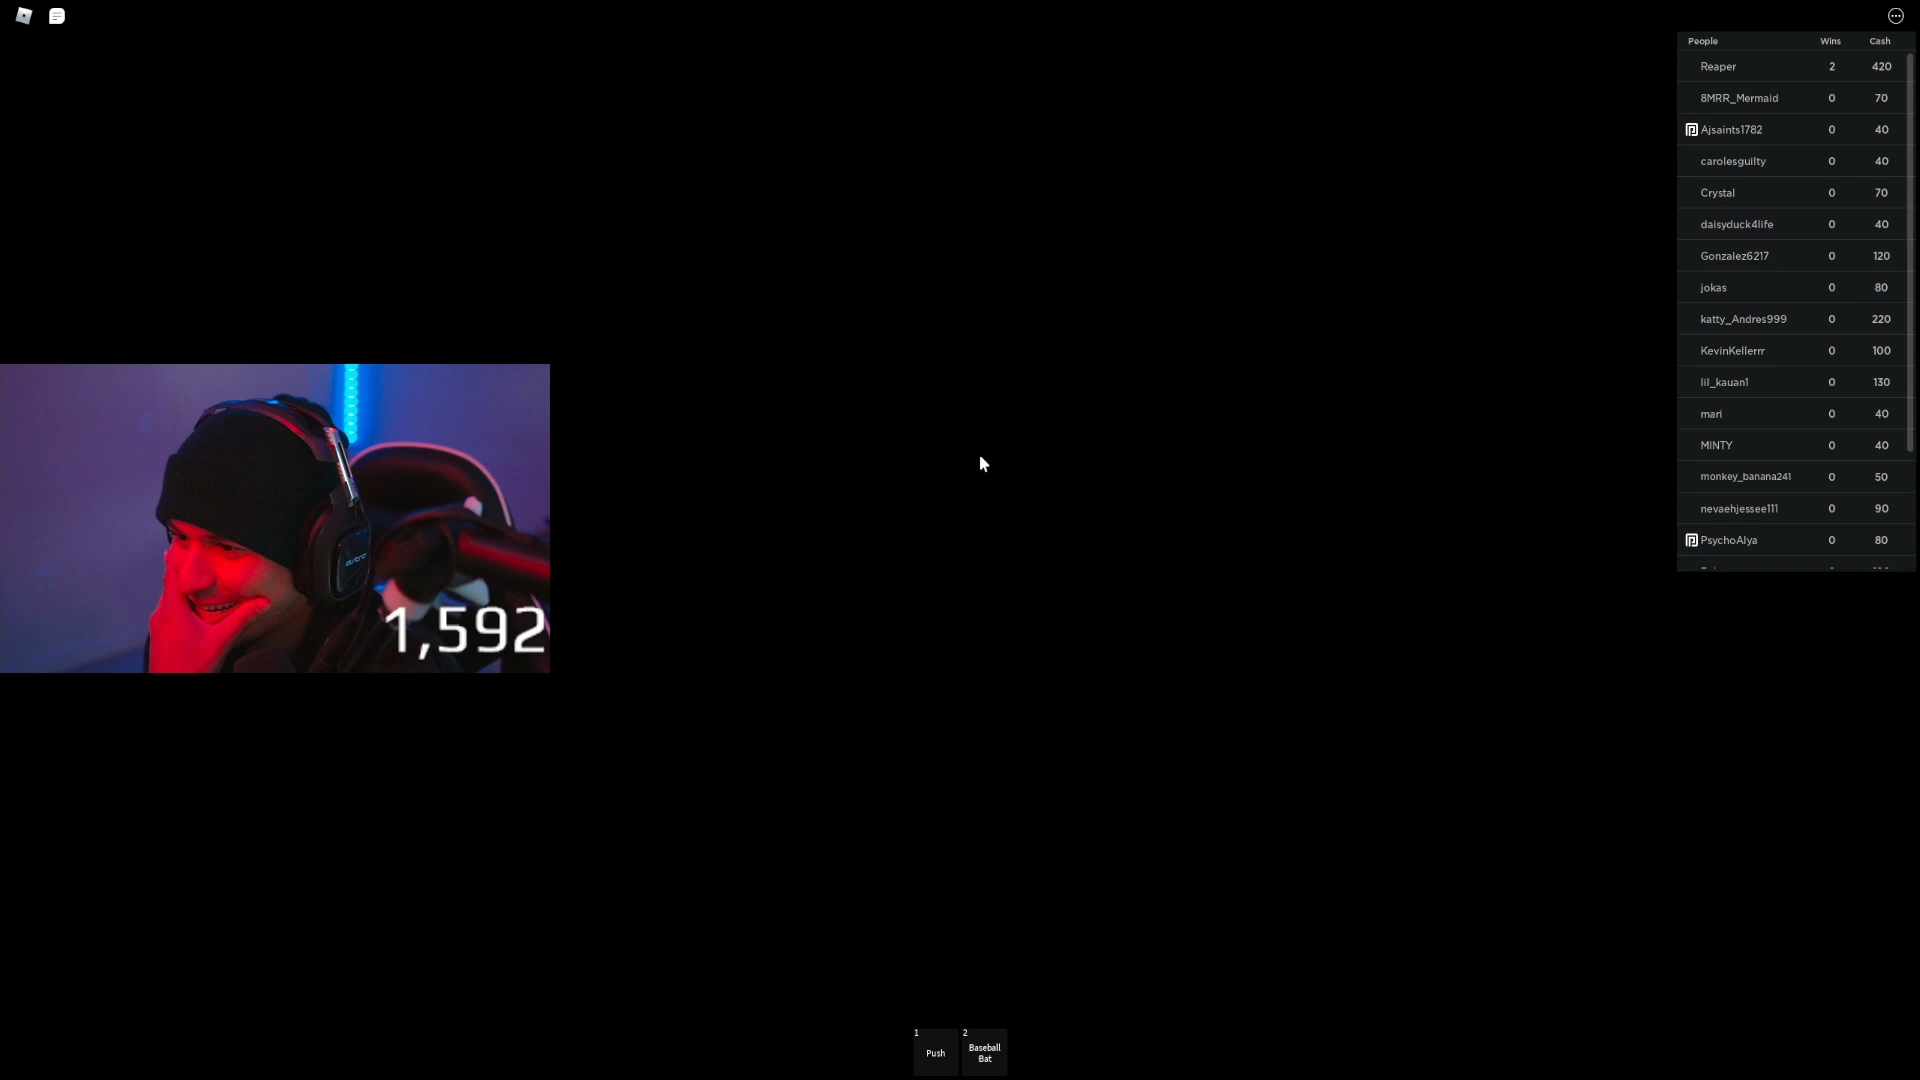 People Wins Cash
Reaper 2 420
8MRR_Mermaid 0 70
Ajsaints1782 0 40
carolesguilty 0 40
Crystal 0 70
daisyduck4life 0 40
Gonzalez6217 0 120
jokas 0 80
katty_Andres999 0 220
KevinKellerrr 0 100
lil_kauan1 0 130
mari 0 40
MINTY 0 40
monkey_banana241 0 50
nevaehjessee111 0 90
PsychoAlya 0 80
astro
1,592
1 2
Push Baseball
Bat